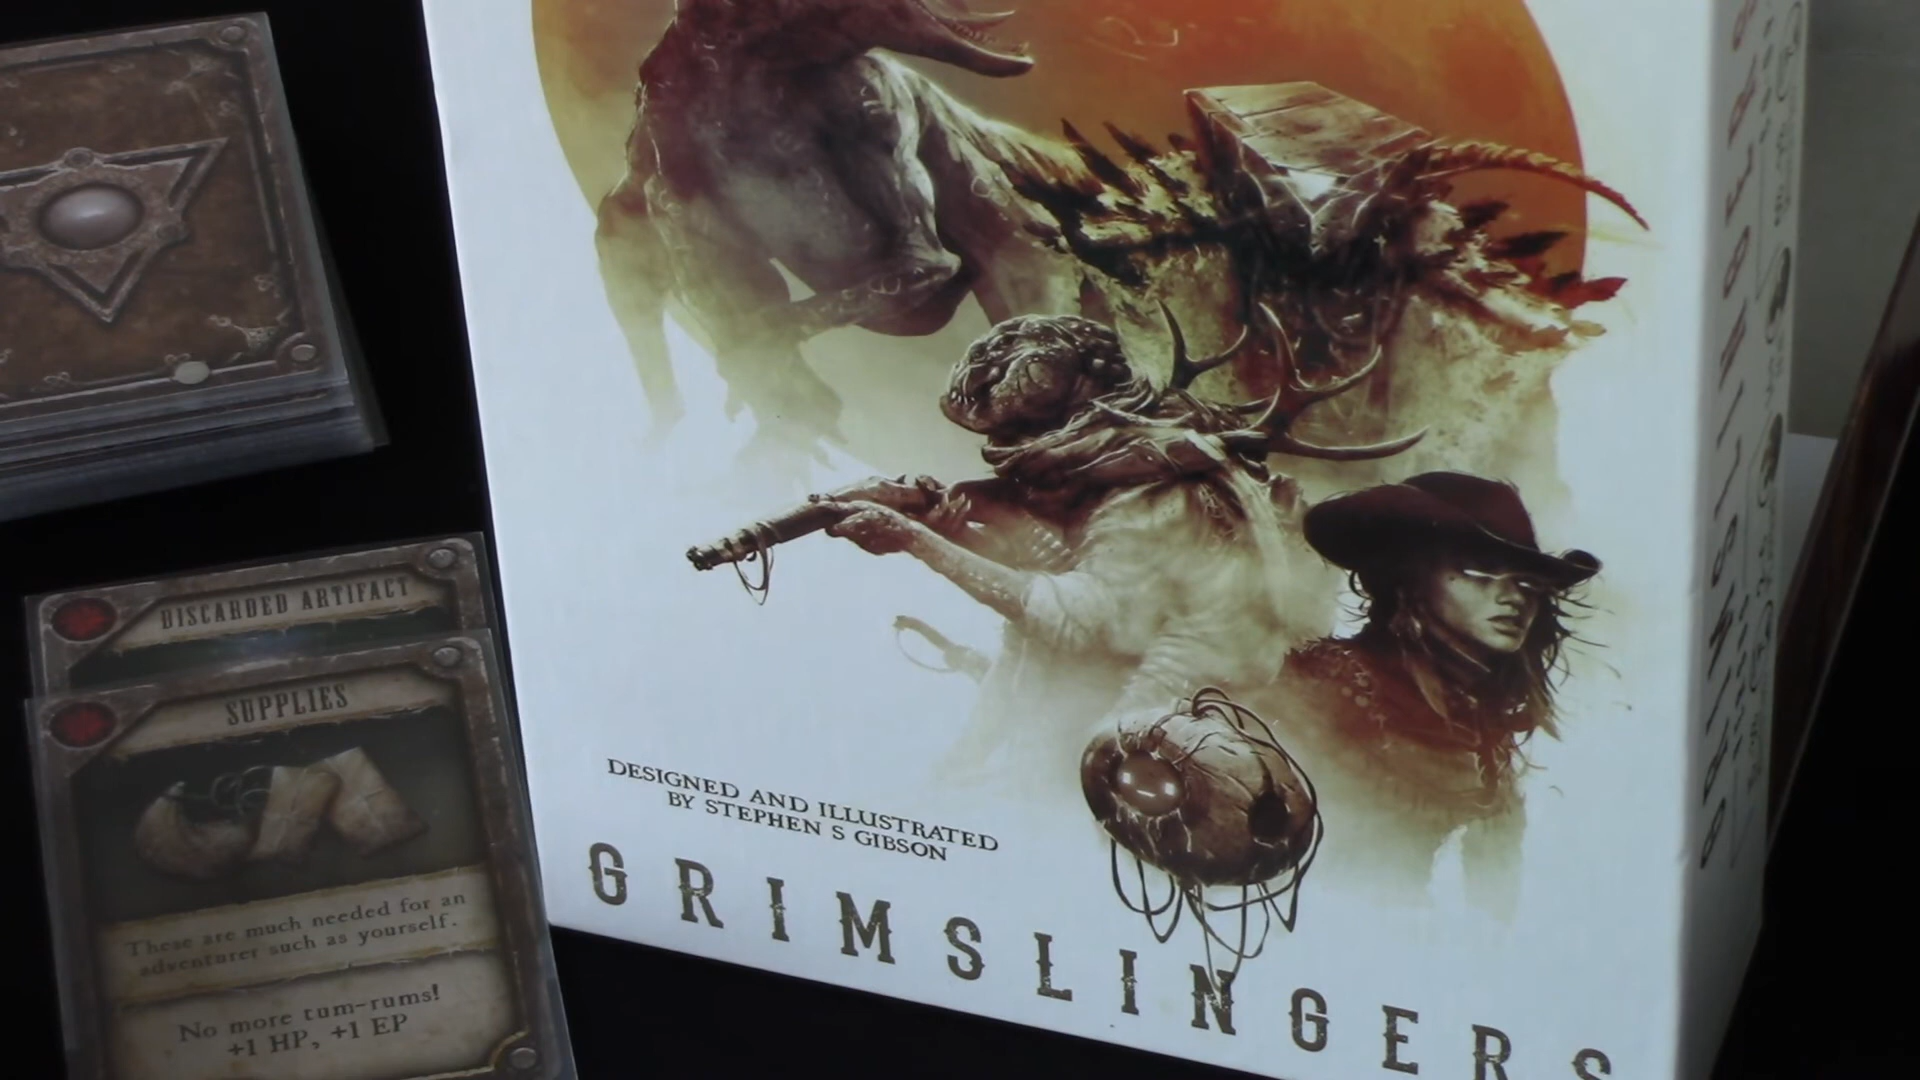 DISCARDED ARTIFACT
SUPPLIES
These are much needed for an
adventurer such as yourself.
No more tum-rums!
+1 HP, +1 EP
DESIGNED AND ILLUSTRATED
BY STEPHEN S GIBSON
GRIMSLINGERS
GRIMSLINGERS